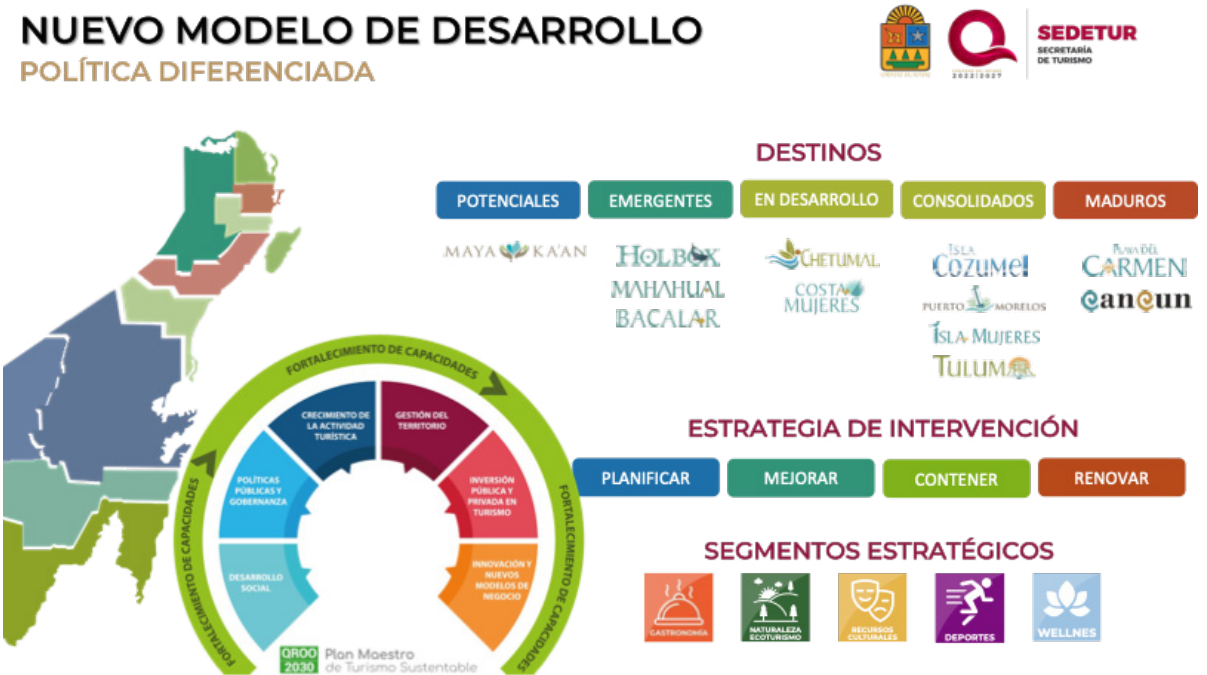 NUEVO MODELO DE DESARROLLO
POLÍTICA DIFERENCIADA
2022|2027
SEDETUR
SECRETARÍA
DE TURISMO
DESTINOS
POTENCIALES
EMERGENTES
EN DESARROLLO
CONSOLIDADOS
MADUROS
MAYA KA'AN
HOLBOX
MAHAHUAL
BACALAR
CHETUMAL
COSTA
MUJERES
ISLA
COZUMEL
PUERTO MORELOS
ISLA MUJERES
TULUM
PLAYA DEL
CARMEN
Cancun
FORTALECIMIENTO DE CAPACIDADES
FORTALECIMIENTO DE CAPACIDADES
FORTALECIMIENTO DE CAPACIDADES
CRECIMIENTO DE
LA ACTIVIDAD
TURÍSTICA
GESTIÓN DEL
TERRITORIO
POLÍTICAS
PÚBLICAS Y
GOBERNANZA
INVERSIÓN
PÚBLICA Y
PRIVADA EN
TURISMO
DESARROLLO
SOCIAL
INNOVACIÓN Y
NUEVOS
MODELOS DE
NEGOCIO
QROO
2030
Plan Maestro
de Turismo Sustentable
ESTRATEGIA DE INTERVENCIÓN
PLANIFICAR
MEJORAR
CONTENER
RENOVAR
SEGMENTOS ESTRATÉGICOS
GASTRONOMÍA
NATURALEZA
ECOTURISMO
RECURSOS
CULTURALES
DEPORTES
WELLNES